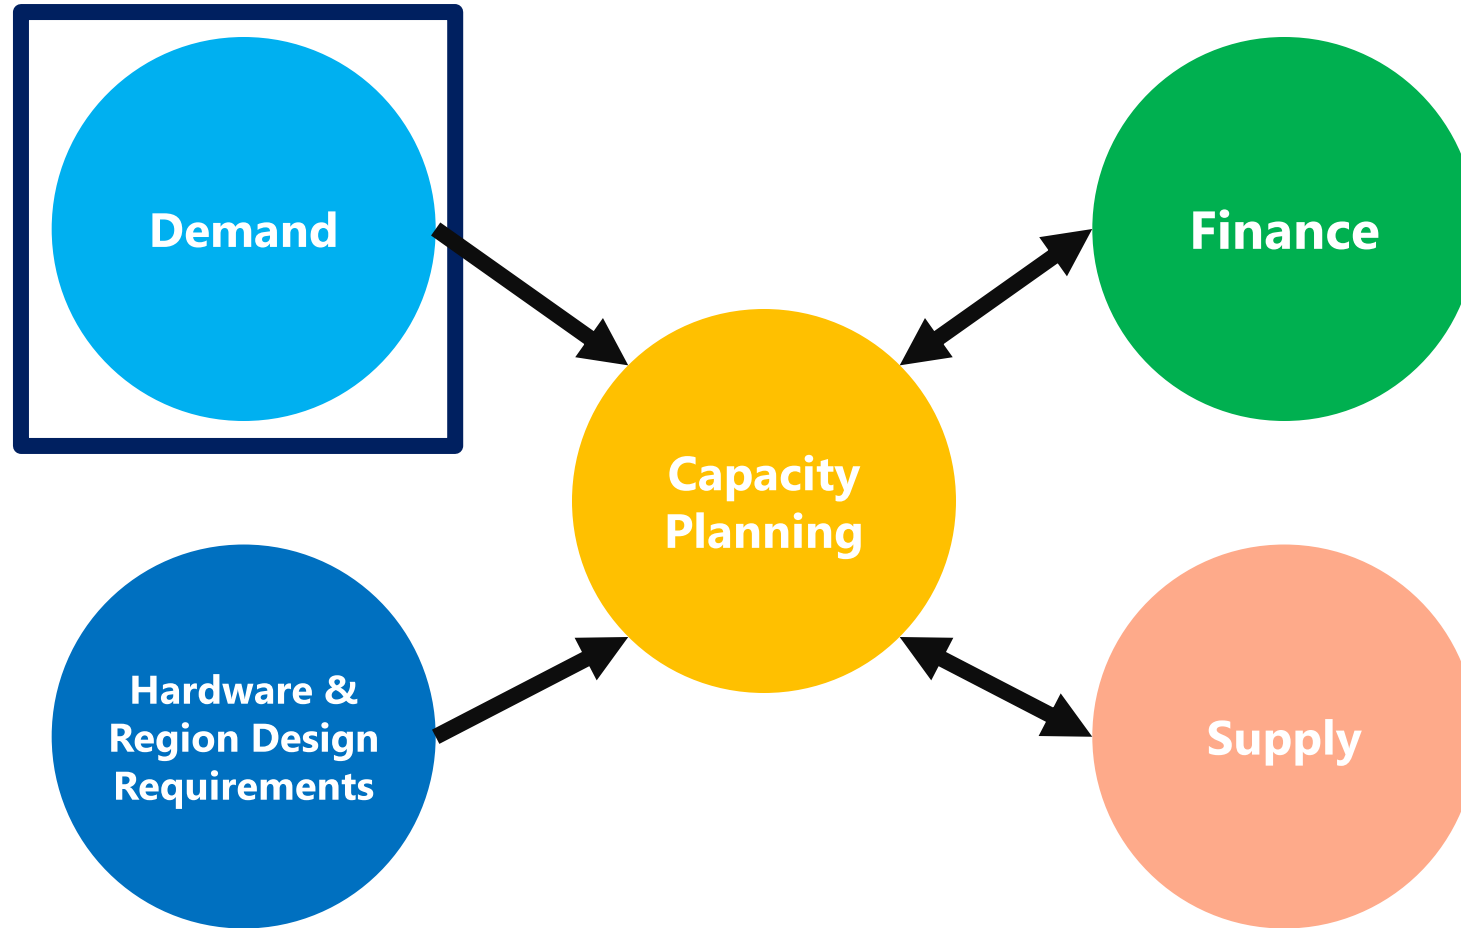 Demand
Finance
Capacity
Planning
Hardware &
Region Design
Requirements
Supply